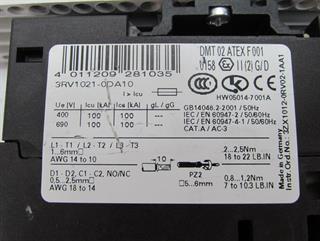 4 011209 281035
3RV1021-0DA10
DMT 02 ATEX F 001
II (2) G/D
HW05014-7 001A
I > Icu
Ue [V] Icu [kA] Ics [kA] gL / gG
400 100 100
690 100 100
GB14046.2-2001 / 50Hz
IEC / EN 60947-2 / 50/60Hz
IEC / EN 60947-4-1 / 50/60Hz
CAT. A / AC-3
L1 - T1 / L2 - T2 / L3 - T3
1...6mm²
AWG 14 to 10
D1 - D2, C1 - C2, NO/NC
0,5...2,5mm²
AWG 18 to 14
10
PZ2
5...6mm
2...2,5Nm
18 to 22 LB.IN
0,8...1,2Nm
7 to 10.3 LB.IN
Made in Germany
Instr.Ord.No.: 3ZX1012-0RV02-1AA1